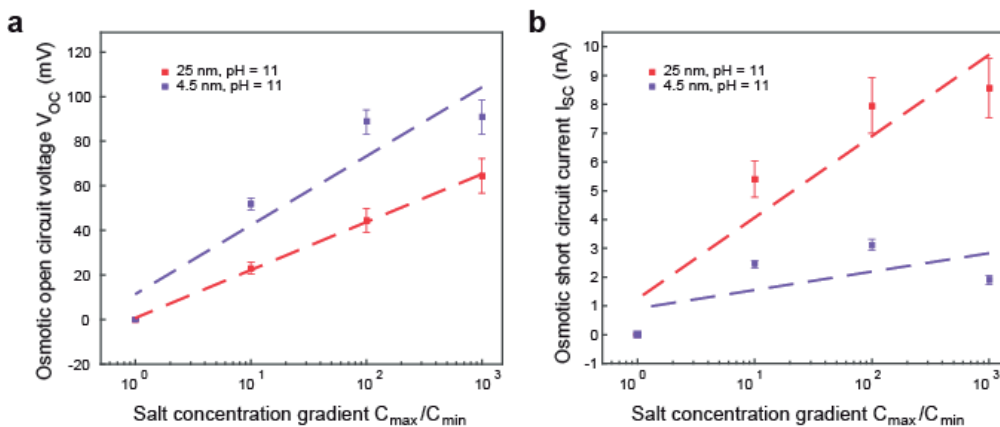 a
Osmotic open circuit voltage V_OC (mV)
120
100
80
60
40
20
0
-20
25 nm, pH = 11
4.5 nm, pH = 11
10^0
10^1
10^2
10^3
Salt concentration gradient C_max/C_min
b
Osmotic short circuit current I_SC (nA)
10
9
8
7
6
5
4
3
2
1
0
-1
25 nm, pH = 11
4.5 nm, pH = 11
10^0
10^1
10^2
10^3
Salt concentration gradient C_max/C_min